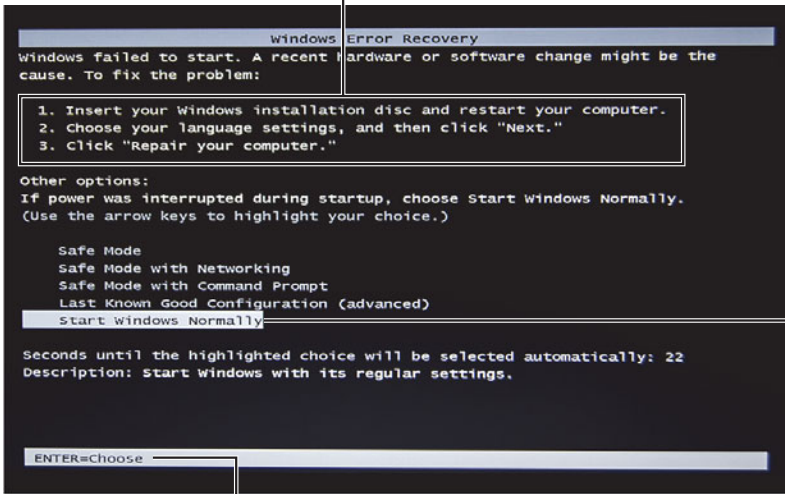 Windows Error Recovery
Windows failed to start. A recent hardware or software change might be the
cause. To fix the problem:
1. Insert your Windows installation disc and restart your computer.
2. Choose your language settings, and then click "Next."
3. Click "Repair your computer."
Other options:
If power was interrupted during startup, choose Start Windows Normally.
(Use the arrow keys to highlight your choice.)
Safe Mode
Safe Mode with Networking
Safe Mode with Command Prompt
Last Known Good Configuration (advanced)
Start Windows Normally
Seconds until the highlighted choice will be selected automatically: 22
Description: Start Windows with its regular settings.
ENTER=Choose